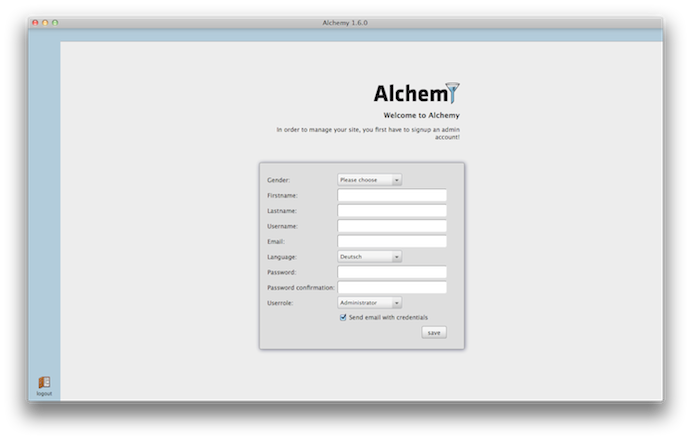 Alchemy 1.6.0
Alchemy
Welcome to Alchemy
In order to manage your site, you first have to signup an admin
account!
Gender: Please choose
Firstname:
Lastname:
Username:
Email:
Language: Deutsch
Password:
Password confirmation:
Userrole: Administrator
Send email with credentials
save
logout